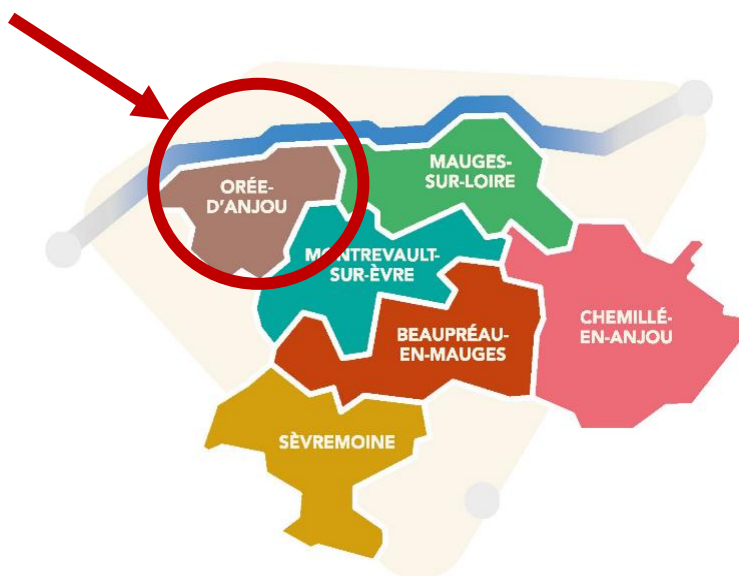 MAUGES-
SUR-LOIRE
ORÉE-
D'ANJOU
MONTREVAULT-
SUR-ÈVRE
CHEMILLÉ-
EN-ANJOU
BEAUPRÉAU-
EN-MAUGES
SÈVREMOINE